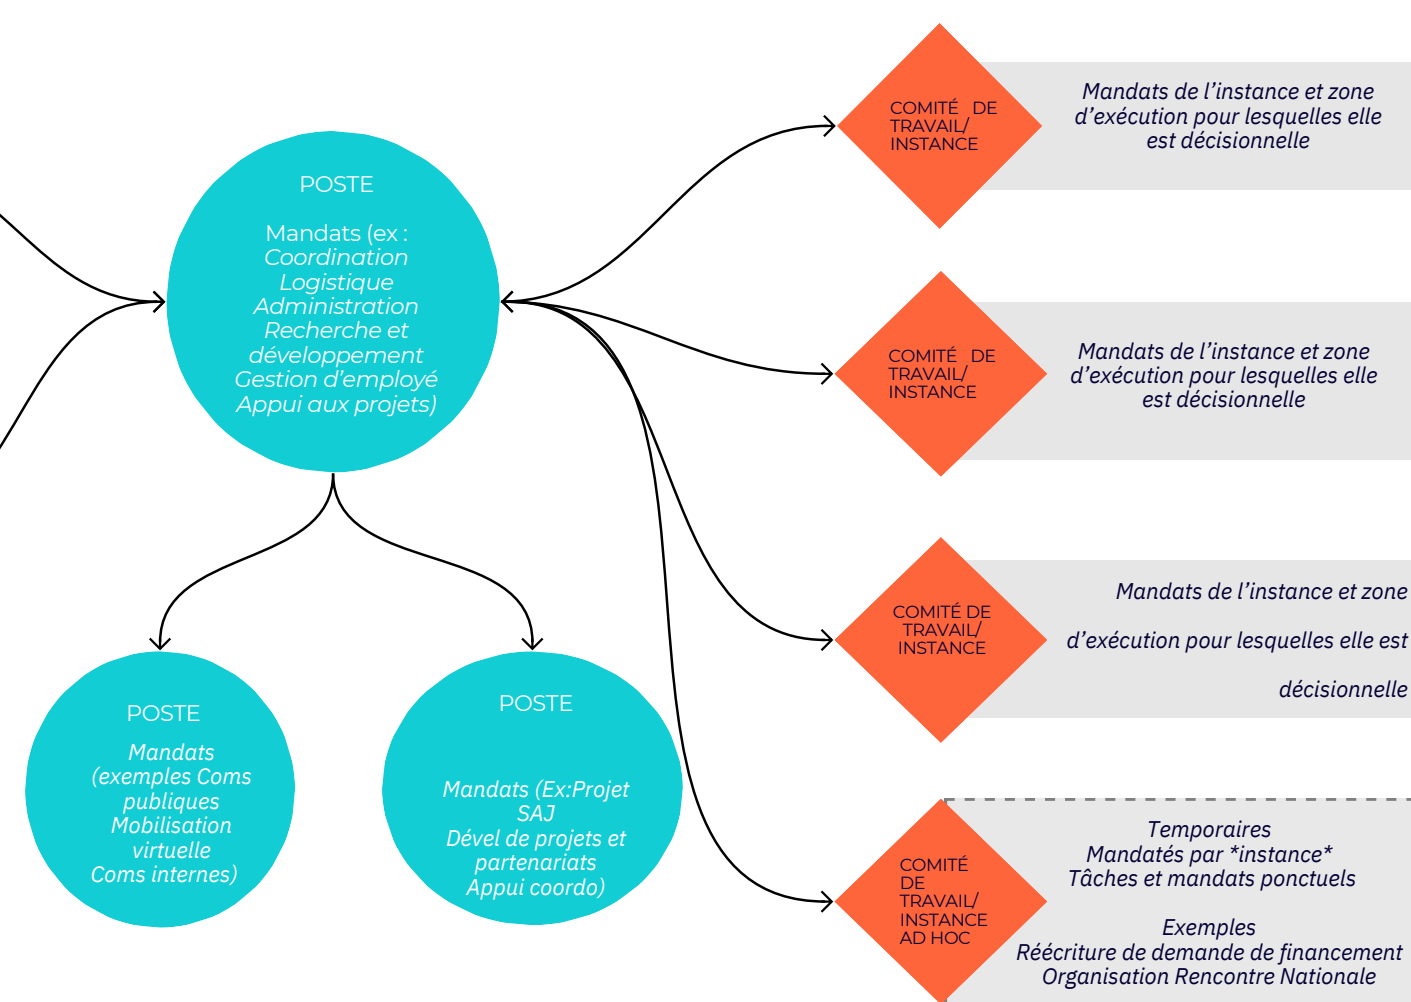 POSTE
Mandats (ex :
Coordination
Logistique
Administration
Recherche et
développement
Gestion d'employé
Appui aux projets)
POSTE
Mandats
(exemples Coms
publiques
Mobilisation
virtuelle
Coms internes)
POSTE
Mandats (Ex:Projet
SAJ
Dével de projets et
partenariats
Appui coordo)
COMITÉ DE
TRAVAIL/
INSTANCE
Mandats de l'instance et zone
d'exécution pour lesquelles elle
est décisionnelle
COMITÉ DE
TRAVAIL/
INSTANCE
Mandats de l'instance et zone
d'exécution pour lesquelles elle
est décisionnelle
COMITÉ DE
TRAVAIL/
INSTANCE
Mandats de l'instance et zone
d'exécution pour lesquelles elle est
décisionnelle
COMITÉ
DE
TRAVAIL/
INSTANCE
AD HOC
Temporaires
Mandatés par *instance*
Tâches et mandats ponctuels
Exemples
Réécriture de demande de financement
Organisation Rencontre Nationale